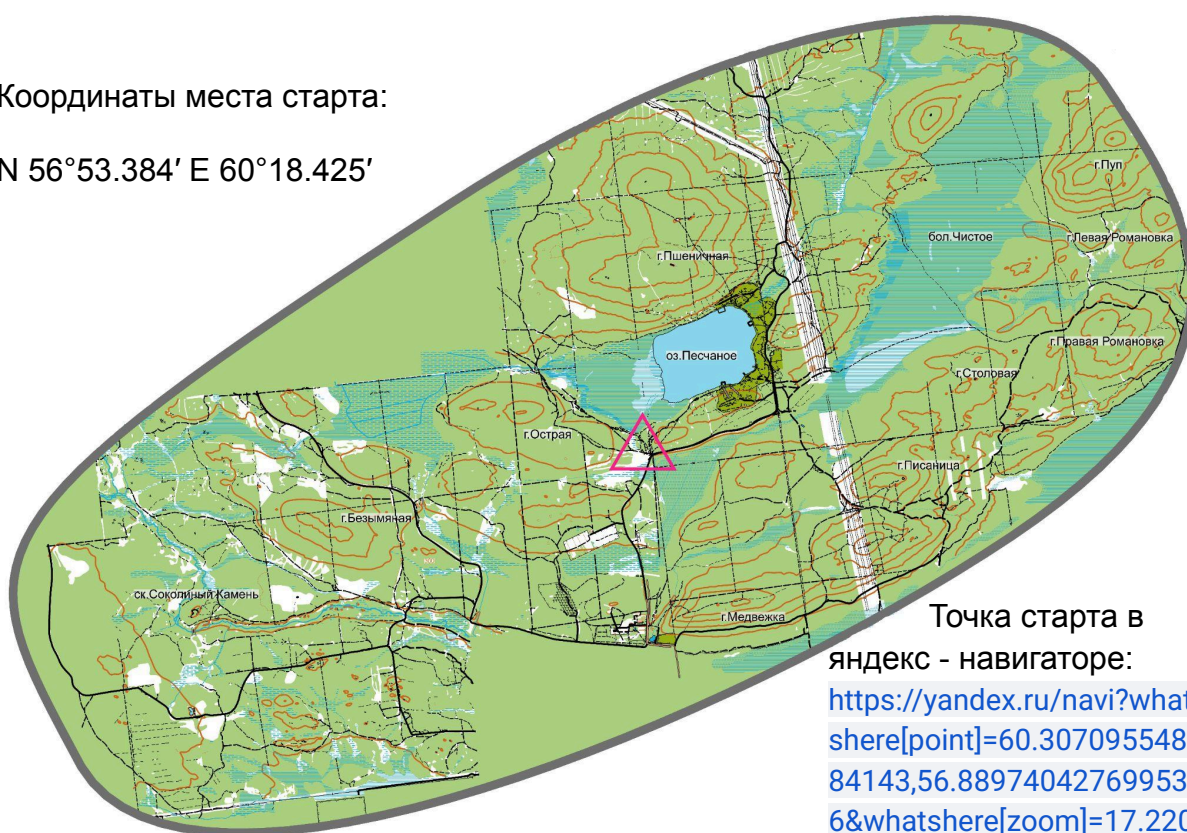 Координаты места старта:
N 56°53.384′ E 60°18.425′
г.Пуп
бол.Чистое
г.Левая Романовка
г.Пшеничная
г.Правая Романовка
оз.Песчаное
г.Столовая
г.Острая
г.Писаница
г.Безымяная
ск.Соколиный Камень
г.Медвежка
Точка старта в
яндекс - навигаторе:
https://yandex.ru/navi?what
shere[point]=60.307095548
84143,56.88974042769953
6&whatshere[zoom]=17.220